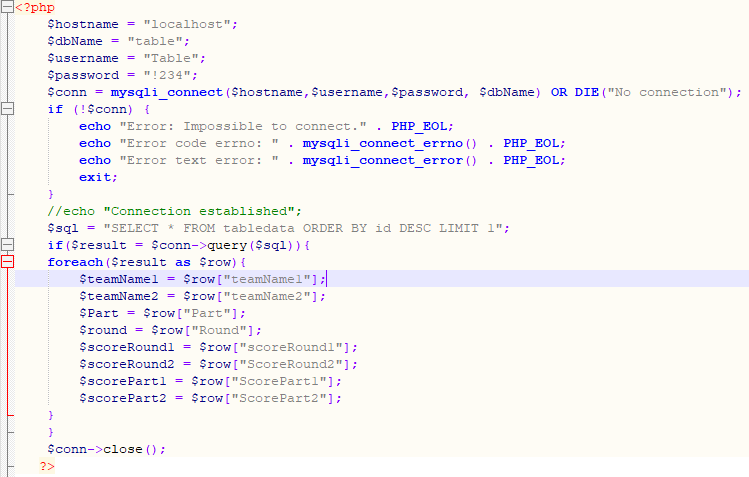 <?php
$hostname = "localhost";
$dbName = "table";
$username = "Table";
$password = "!234";
$conn = mysqli_connect($hostname,$username,$password, $dbName) OR DIE("No connection");
if (!$conn) {
echo "Error: Impossible to connect." . PHP_EOL;
echo "Error code errno: " . mysqli_connect_errno() . PHP_EOL;
echo "Error text error: " . mysqli_connect_error() . PHP_EOL;
exit;
}
//echo "Connection established";
$sql = "SELECT * FROM tabledata ORDER BY id DESC LIMIT 1";
if($result = $conn->query($sql)){
foreach($result as $row){
$teamName1 = $row["teamName1"];
$teamName2 = $row["teamName2"];
$Part = $row["Part"];
$round = $row["Round"];
$scoreRound1 = $row["scoreRound1"];
$scoreRound2 = $row["ScoreRound2"];
$scorePart1 = $row["ScorePart1"];
$scorePart2 = $row["ScorePart2"];
}
}
$conn->close();
?>